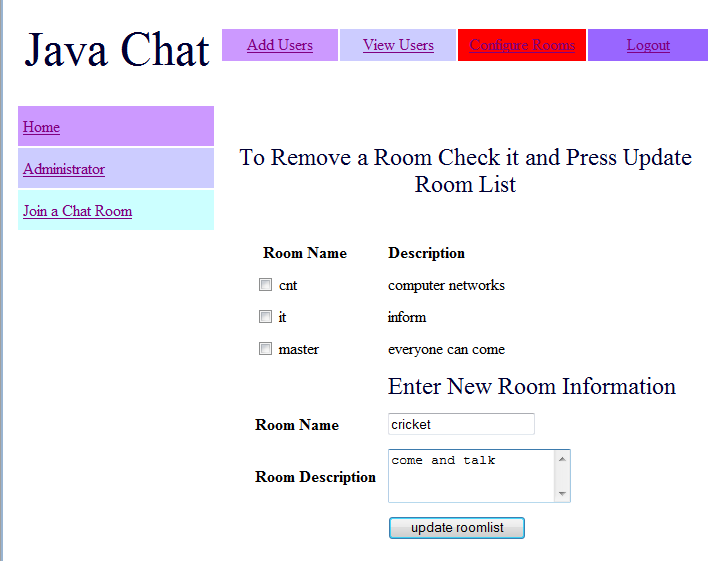 Java Chat
Add Users
View Users
Configure Rooms
Logout
Home
Administrator
Join a Chat Room
To Remove a Room Check it and Press Update
Room List
Room Name Description
cnt computer networks
it inform
master everyone can come
Enter New Room Information
Room Name cricket
come and talk
Room Description
update roomlist